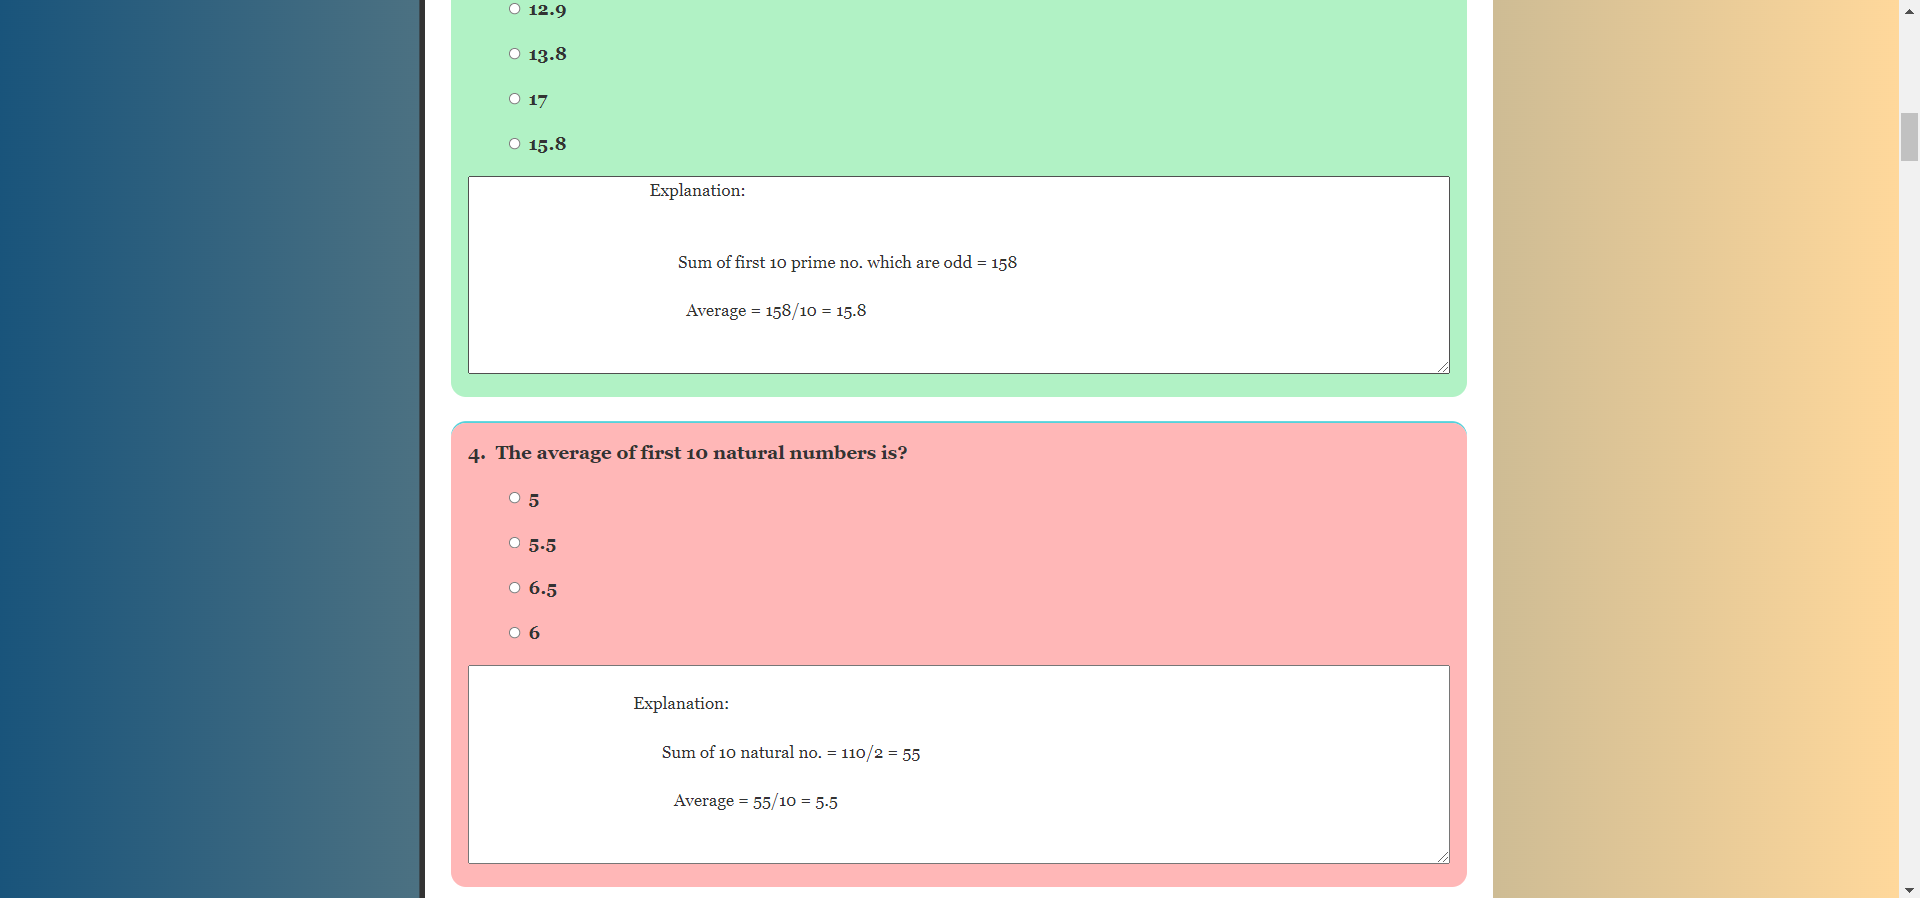 12.9
13.8
17
15.8
Explanation:
Sum of first 10 prime no. which are odd = 158
Average = 158/10 = 15.8
4. The average of first 10 natural numbers is?
5
5.5
6.5
6
Explanation:
Sum of 10 natural no. = 110/2 = 55
Average = 55/10 = 5.5